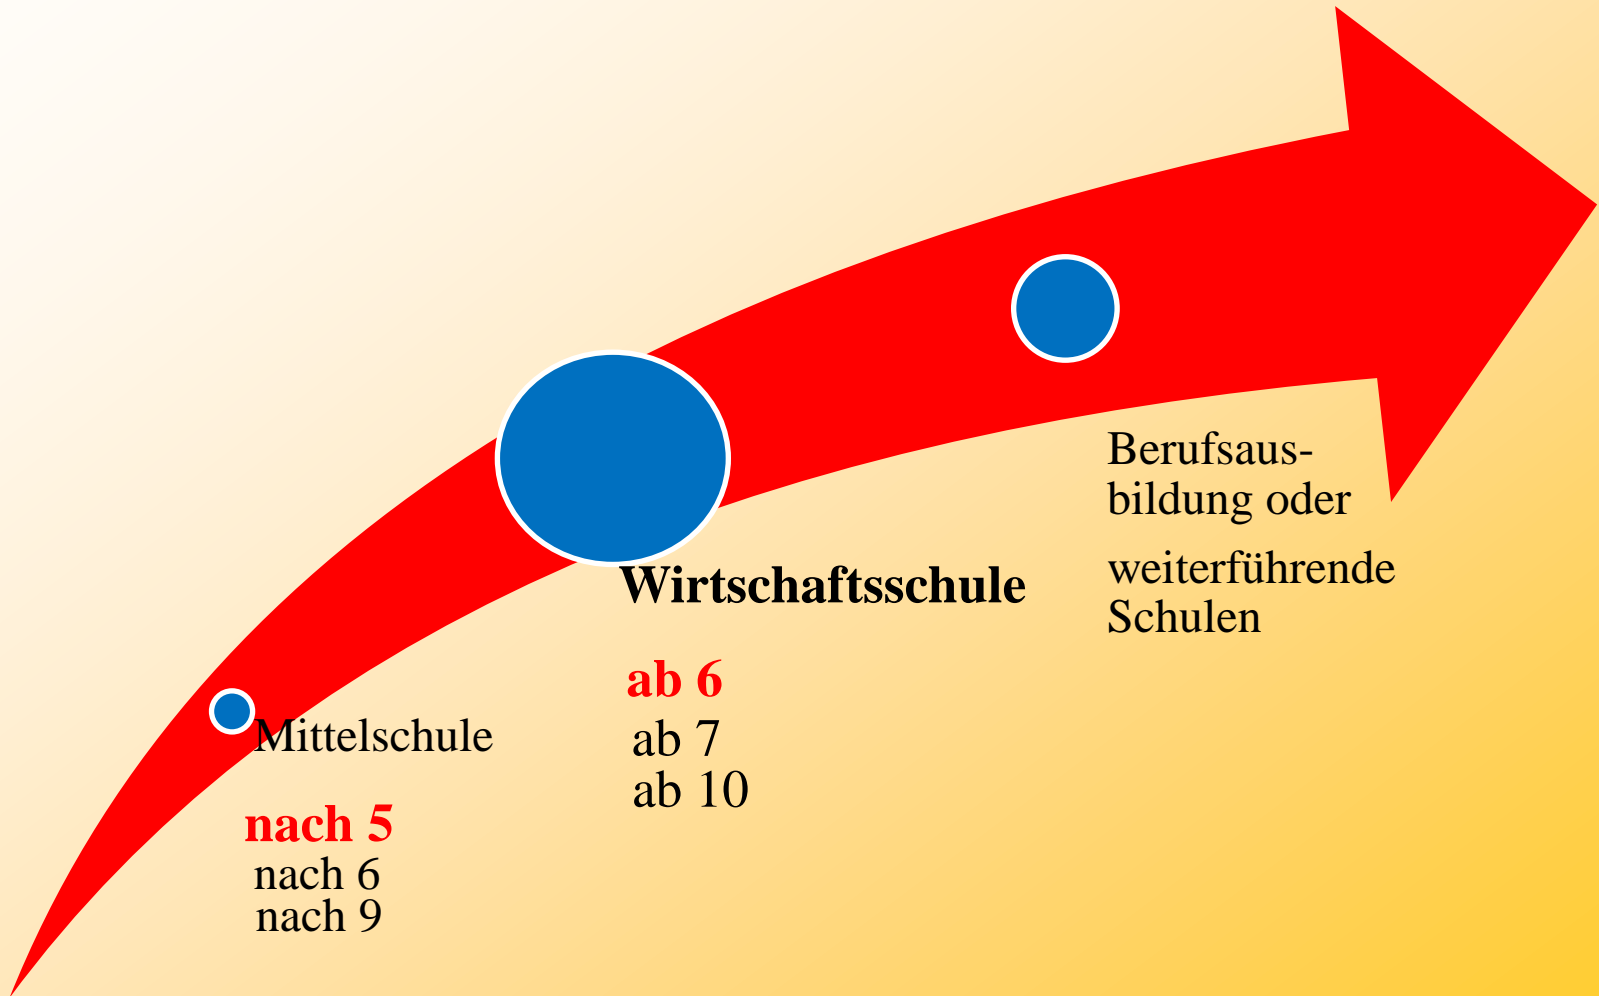 Mittelschule
nach 5
nach 6
nach 9
Wirtschaftsschule
ab 6
ab 7
ab 10
Berufsaus-
bildung oder
weiterführende
Schulen